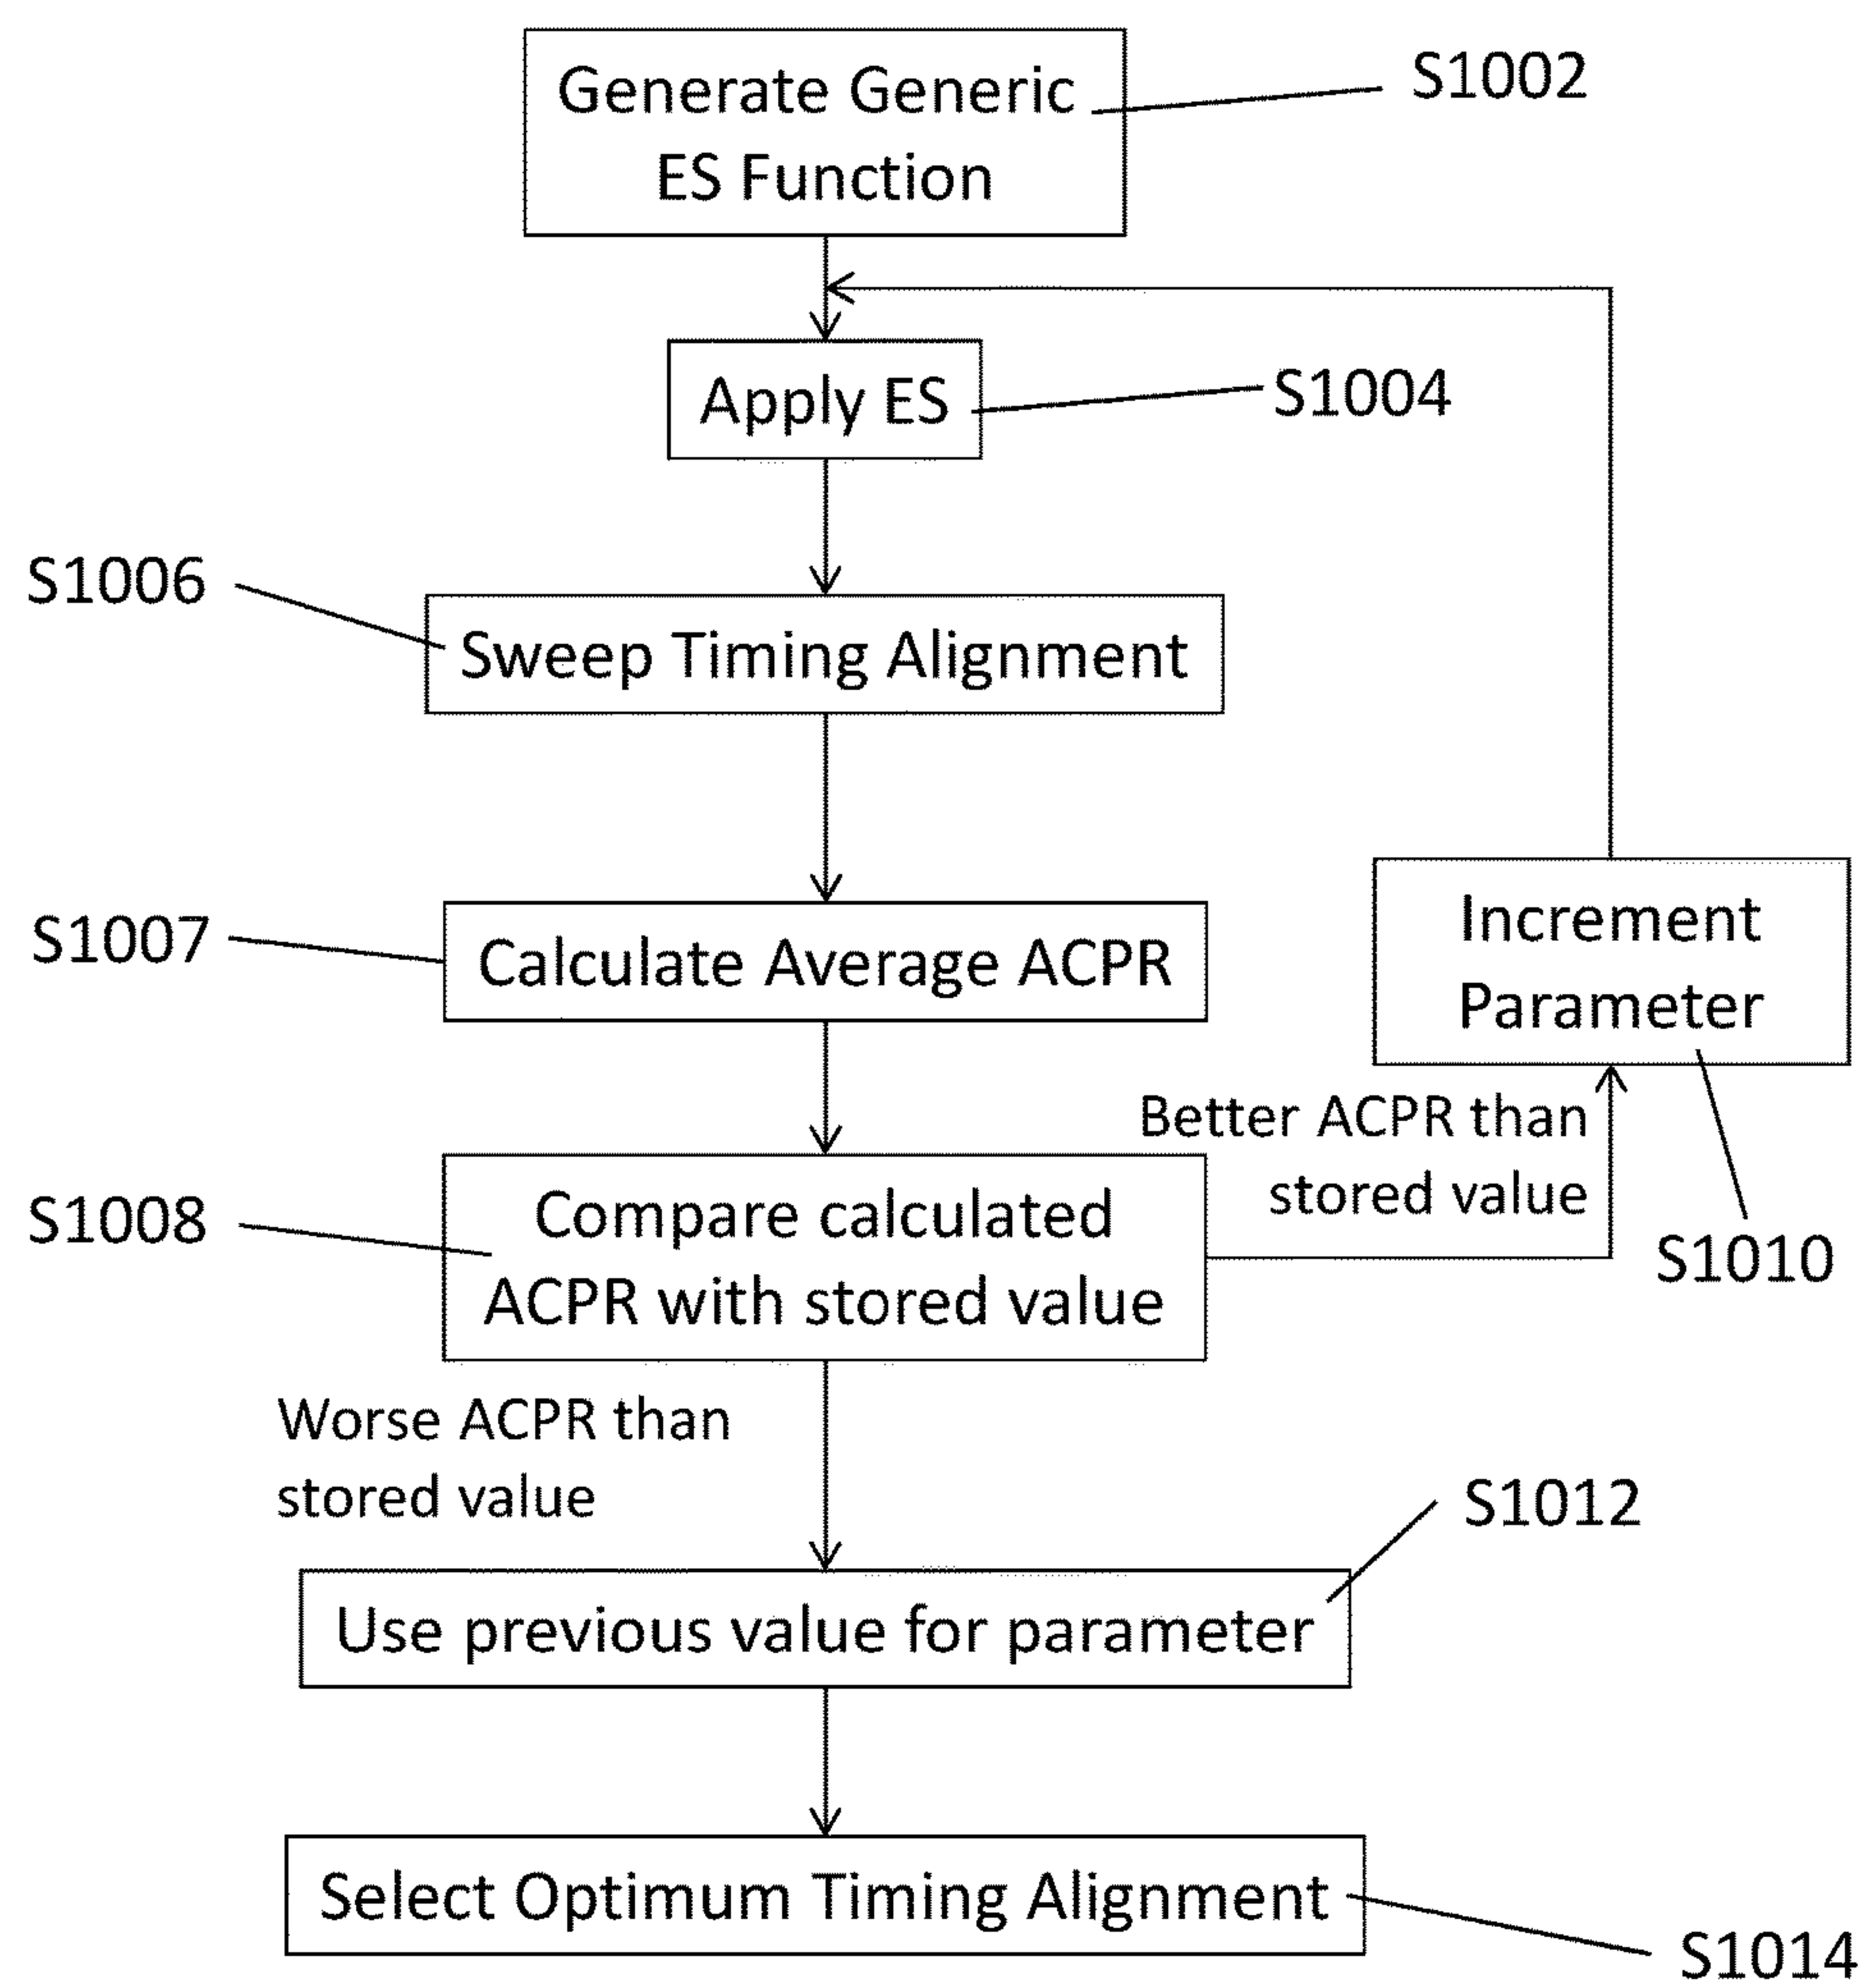 Generate Generic
ES Function
S1002
Apply ES
S1004
S1006
Sweep Timing Alignment
S1007
Calculate Average ACPR
Increment
Parameter
S1010
S1008
Compare calculated
ACPR with stored value
Better ACPR than
stored value
Worse ACPR than
stored value
S1012
Use previous value for parameter
Select Optimum Timing Alignment
S1014